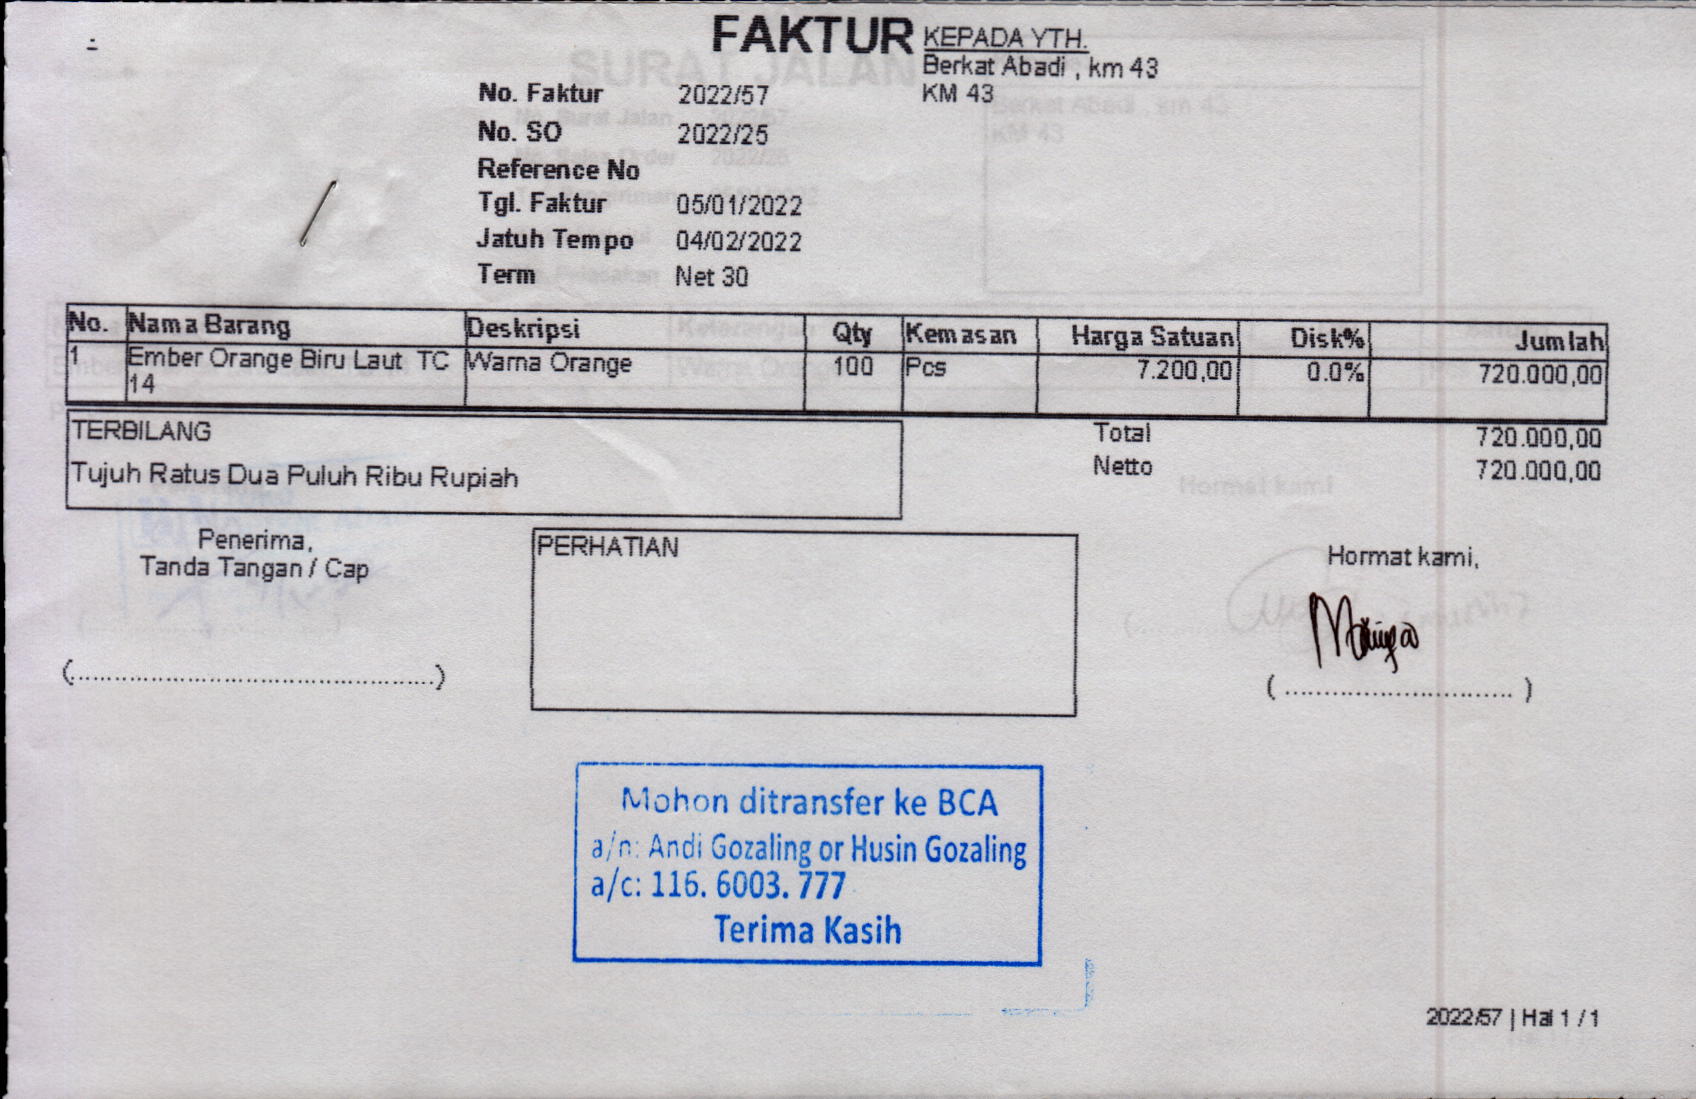 FAKTUR
KEPADA YTH.
Berkat Abadi , km 43
KM 43
No. Faktur 2022/57
No. SO 2022/25
Reference No
Tgl. Faktur 05/01/2022
Jatuh Tempo 04/02/2022
Term Net 30
No. Nama Barang Deskripsi Qty Kemasan Harga Satuan Disk% Jumlah
1 Ember Orange Biru Laut TC Warna Orange 100 Pcs 7.200,00 0.0% 720.000,00
14
TERBILANG
Tujuh Ratus Dua Puluh Ribu Rupiah
Total 720.000,00
Netto 720.000,00
Penerima,
Tanda Tangan / Cap
PERHATIAN
Hormat kami,
(..............................................)
( ............................. )
Mohon ditransfer ke BCA
a/n: Andi Gozaling or Husin Gozaling
a/c: 116. 6003. 777
Terima Kasih
2022/57 | Hal 1 / 1